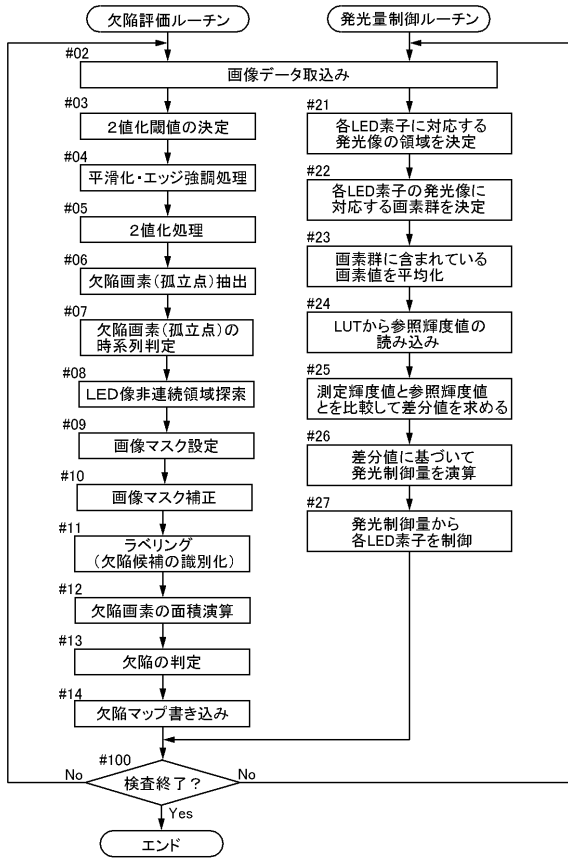 欠陥評価ルーチン
発光量制御ルーチン
#02
画像データ取込み
#03
2値化閾値の決定
#04
平滑化・エッジ強調処理
#05
2値化処理
#06
欠陥画素(孤立点)抽出
#07
欠陥画素(孤立点)の
時系列判定
#08
LED像非連続領域探索
#09
画像マスク設定
#10
画像マスク補正
#11
ラベリング
(欠陥候補の識別化)
#12
欠陥画素の面積演算
#13
欠陥の判定
#14
欠陥マップ書き込み
#21
各LED素子に対応する
発光像の領域を決定
#22
各LED素子の発光像に
対応する画素群を決定
#23
画素群に含まれている
画素値を平均化
#24
LUTから参照輝度値の
読み込み
#25
測定輝度値と参照輝度値
とを比較して差分値を求める
#26
差分値に基づいて
発光制御量を演算
#27
発光制御量から
各LED素子を制御
#100
No
検査終了?
No
Yes
エンド